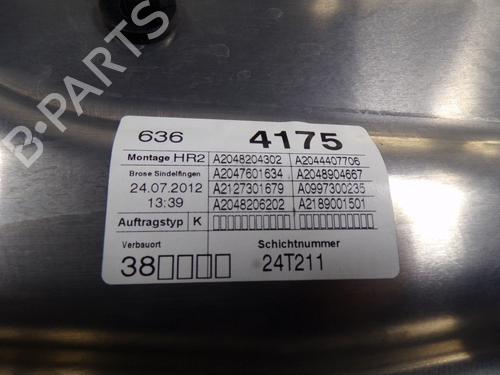 B-PARTS
636 4175
Montage HR2 A2048204302 A2044407706
Brose Sindelfingen A2047601634 A2048904667
24.07.2012 A2127301679 A0997300235
13:39 A2048206202 A2189001501
Auftragstyp K
Verbauort Schichtnummer
38 24T211